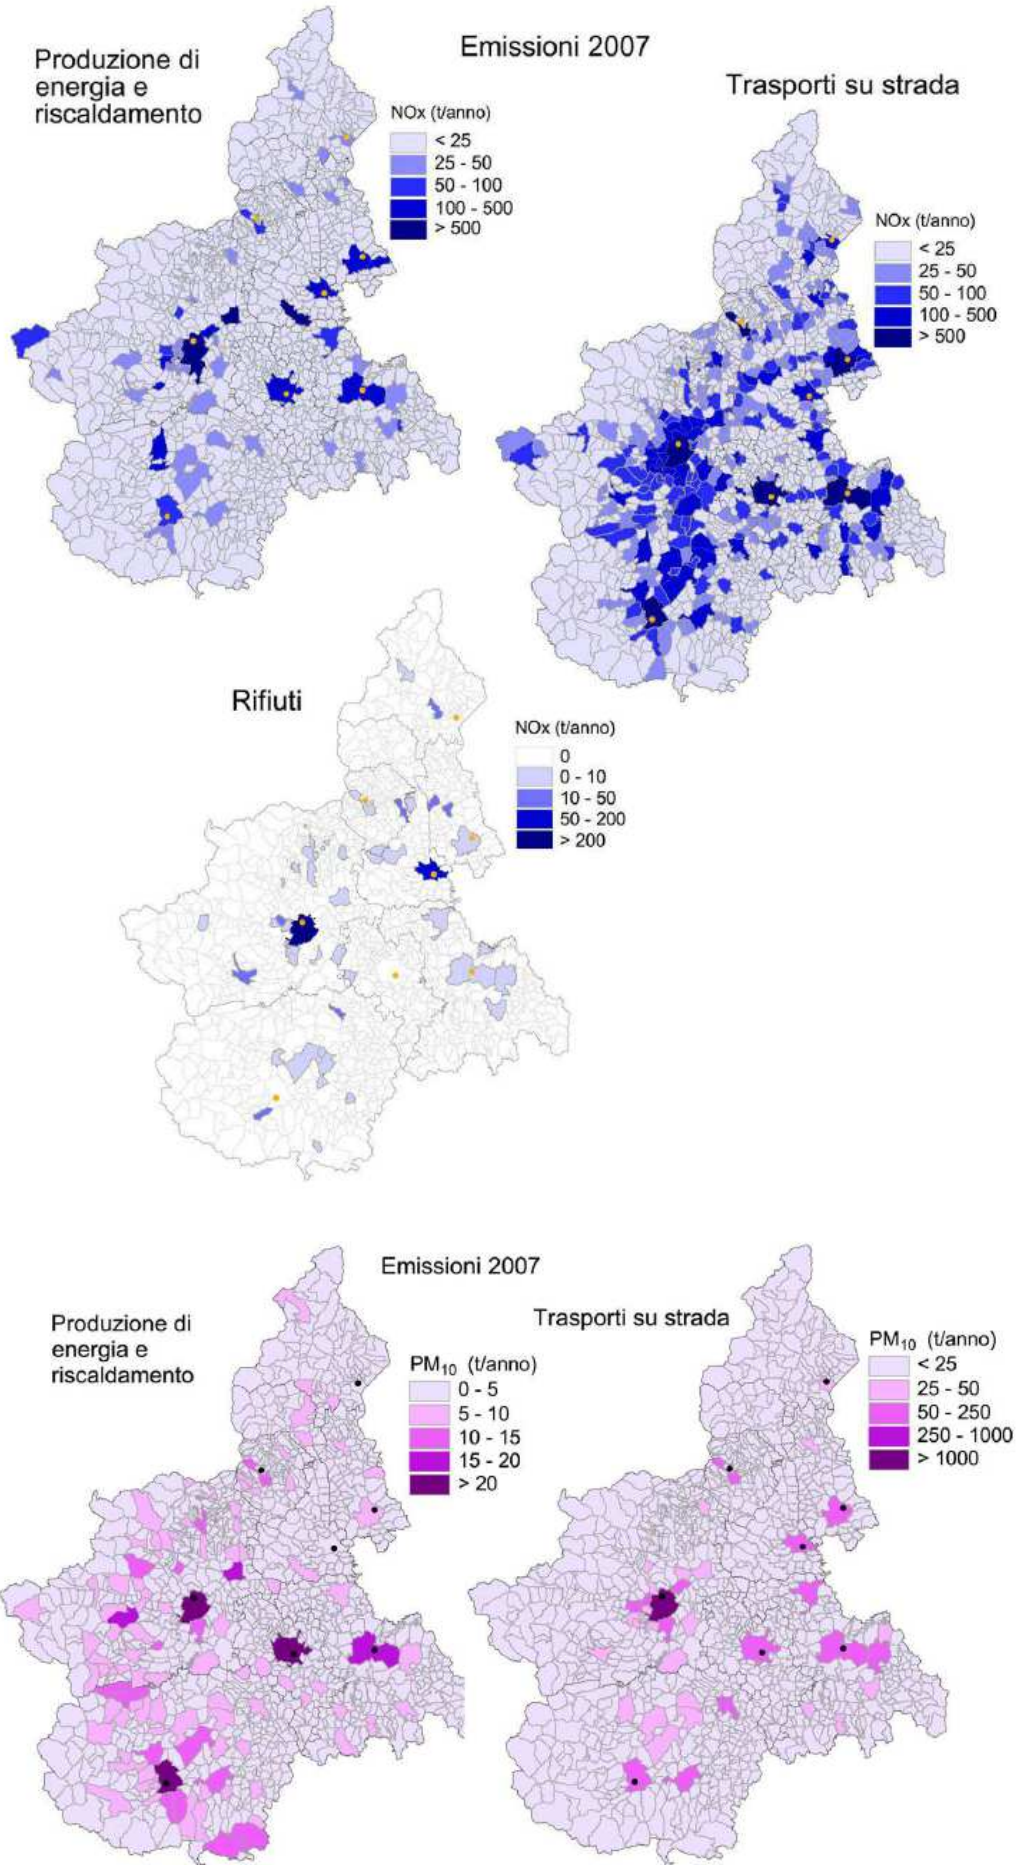 Emissioni 2007
Produzione di
energia e
riscaldamento
NOx (t/anno)
< 25
25 - 50
50 - 100
100 - 500
> 500
Trasporti su strada
NOx (t/anno)
< 25
25 - 50
50 - 100
100 - 500
> 500
Rifiuti
NOx (t/anno)
0
0 - 10
10 - 50
50 - 200
> 200
Emissioni 2007
Produzione di
energia e
riscaldamento
PM10 (t/anno)
0 - 5
5 - 10
10 - 15
15 - 20
> 20
Trasporti su strada
PM10 (t/anno)
< 25
25 - 50
50 - 250
250 - 1000
> 1000